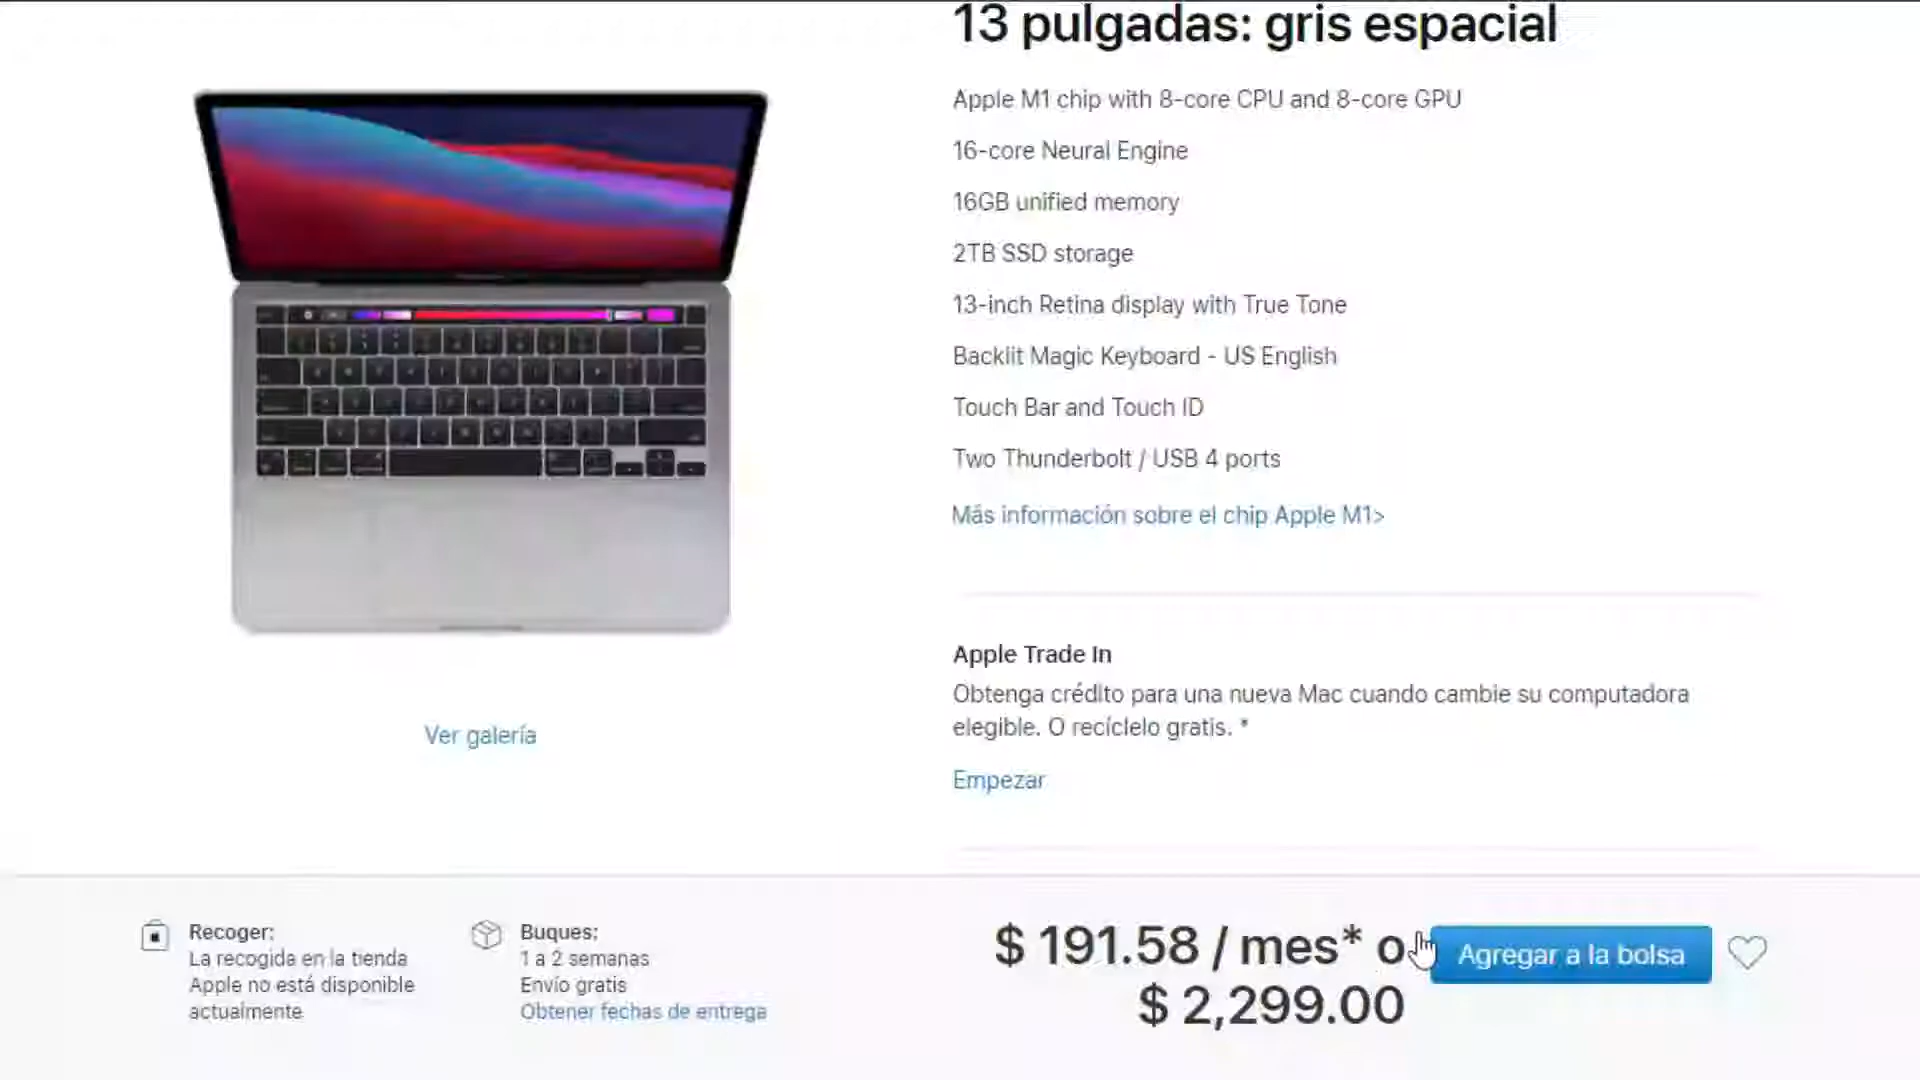 13 pulgadas: gris espacial
Apple M1 chip with 8-core CPU and 8-core GPU
16-core Neural Engine
16GB unified memory
2TB SSD storage
13-inch Retina display with True Tone
Backlit Magic Keyboard - US English
Touch Bar and Touch ID
Two Thunderbolt / USB 4 ports
Más información sobre el chip Apple M1>
Apple Trade In
Obtenga crédito para una nueva Mac cuando cambie su computadora
elegible. O recíclelo gratis. *
Ver galería
Empezar
Recoger:
La recogida en la tienda
Apple no está disponible
actualmente
Buques:
1 a 2 semanas
Envío gratis
Obtener fechas de entrega
$ 191.58 / mes* o
$ 2,299.00
Agregar a la bolsa